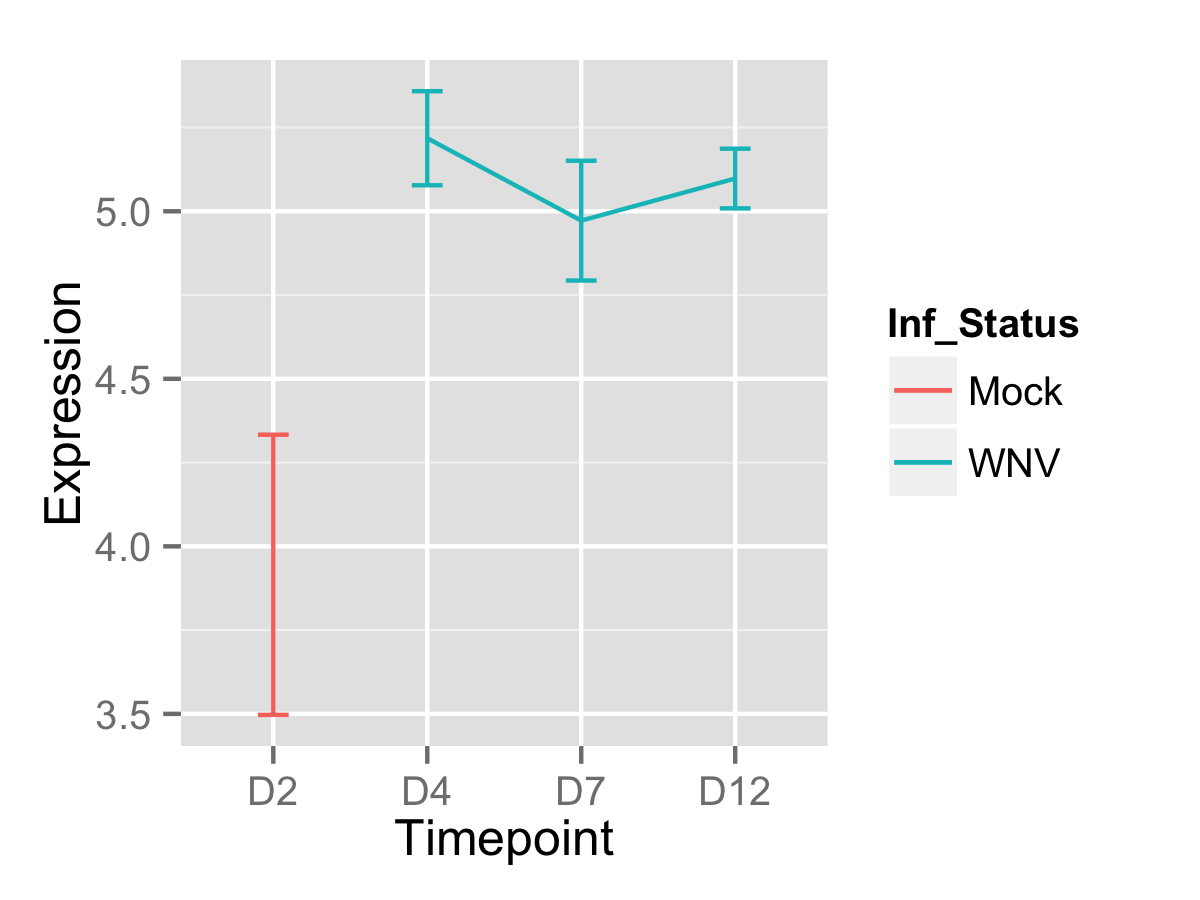 Expression
5.0
4.5
4.0
3.5
D2 D4 D7 D12
Timepoint
Inf_Status
Mock
WNV